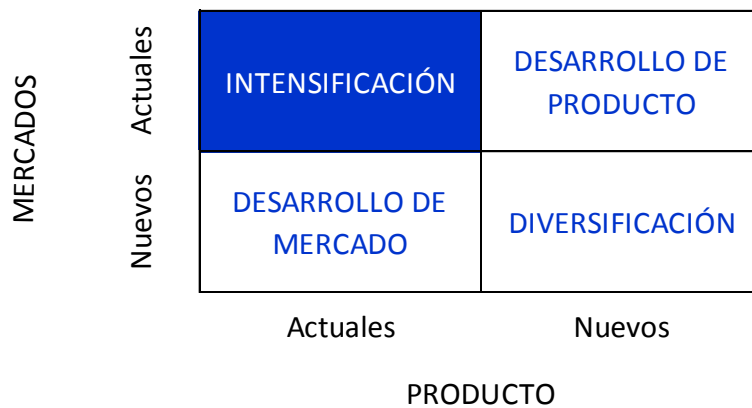 MERCADOS
Actuales
INTENSIFICACIÓN
DESARROLLO DE
PRODUCTO
Nuevos
DESARROLLO DE
MERCADO
DIVERSIFICACIÓN
Actuales
Nuevos
PRODUCTO